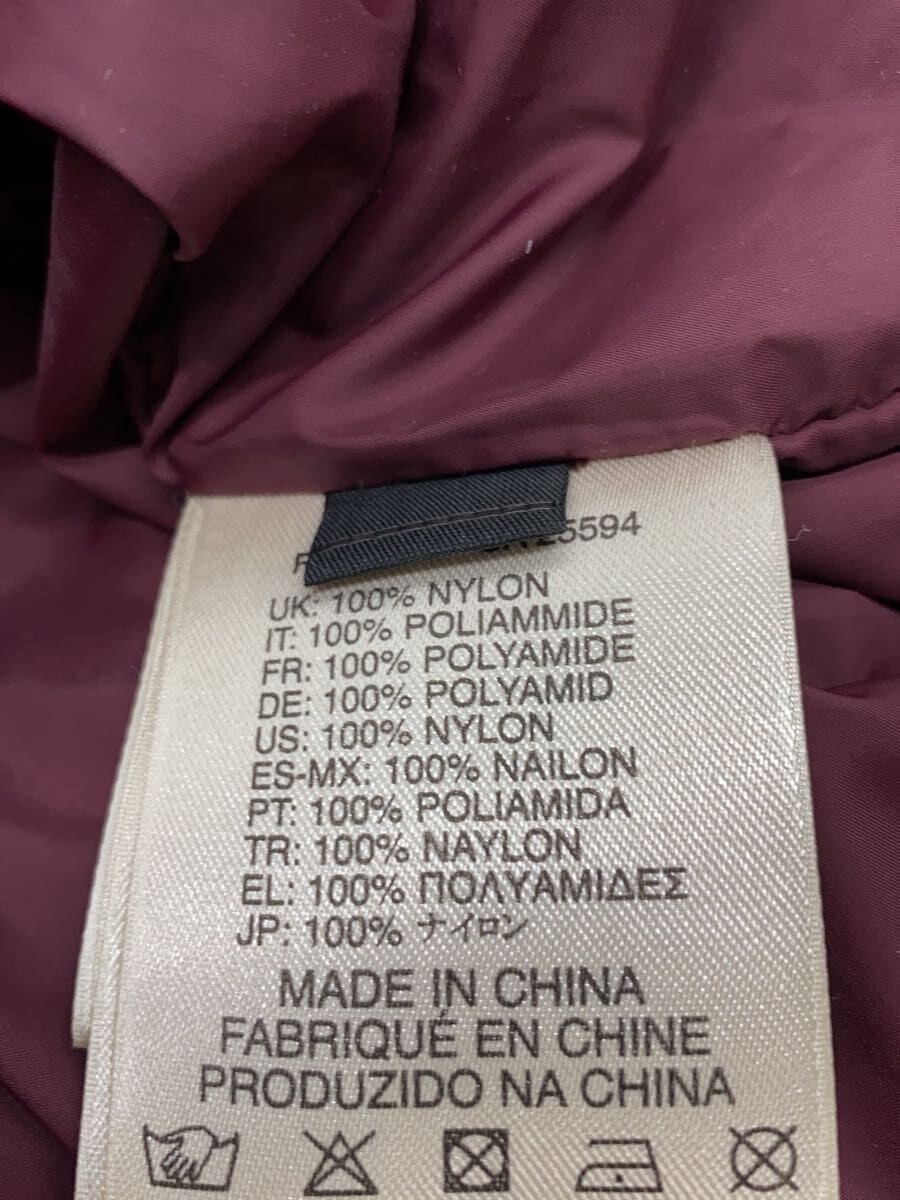 25594
UK: 100% NYLON
IT: 100% POLIAMMIDE
FR: 100% POLYAMIDE
DE: 100% POLYAMID
US: 100% NYLON
ES-MX: 100% NAILON
PT: 100% POLIAMIDA
TR: 100% NAYLON
EL: 100% ΠΟΛΥΑΜΙΔΕΣ
JP: 100% ナイロン
MADE IN CHINA
FABRIQUÉ EN CHINE
PRODUZIDO NA CHINA